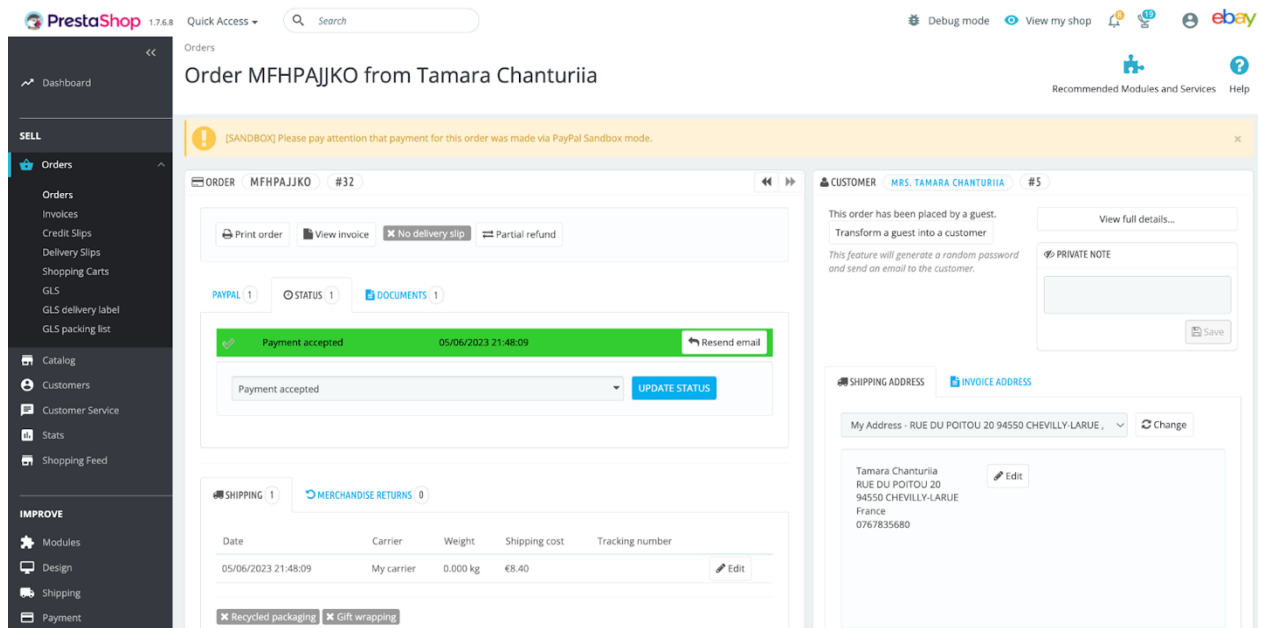 PrestaShop 1.7.6.8 Quick Access Search Debug mode View my shop 8 19 ebay
Orders
Order MFHPAJJKO from Tamara Chanturiia
Recommended Modules and Services Help
Dashboard
SELL
Orders
Orders
Invoices
Credit Slips
Delivery Slips
Shopping Carts
GLS
GLS delivery label
GLS packing list
Catalog
Customers
Customer Service
Stats
Shopping Feed
IMPROVE
Modules
Design
Shipping
Payment
[SANDBOX] Please pay attention that payment for this order was made via PayPal Sandbox mode.
ORDER MFHPAJJKO #32
Print order View invoice No delivery slip Partial refund
PAYPAL 1 STATUS 1 DOCUMENTS 1
Payment accepted 05/06/2023 21:48:09 Resend email
Payment accepted UPDATE STATUS
SHIPPING 1 MERCHANDISE RETURNS 0
Date Carrier Weight Shipping cost Tracking number
05/06/2023 21:48:09 My carrier 0.000 kg €8.40 Edit
Recycled packaging Gift wrapping
CUSTOMER MRS. TAMARA CHANTURIIA #5
This order has been placed by a guest.
Transform a guest into a customer
This feature will generate a random password
and send an email to the customer.
View full details...
PRIVATE NOTE
Save
SHIPPING ADDRESS INVOICE ADDRESS
My Address - RUE DU POITOU 20 94550 CHEVILLY-LARUE , Change
Tamara Chanturiia Edit
RUE DU POITOU 20
94550 CHEVILLY-LARUE
France
0767835680